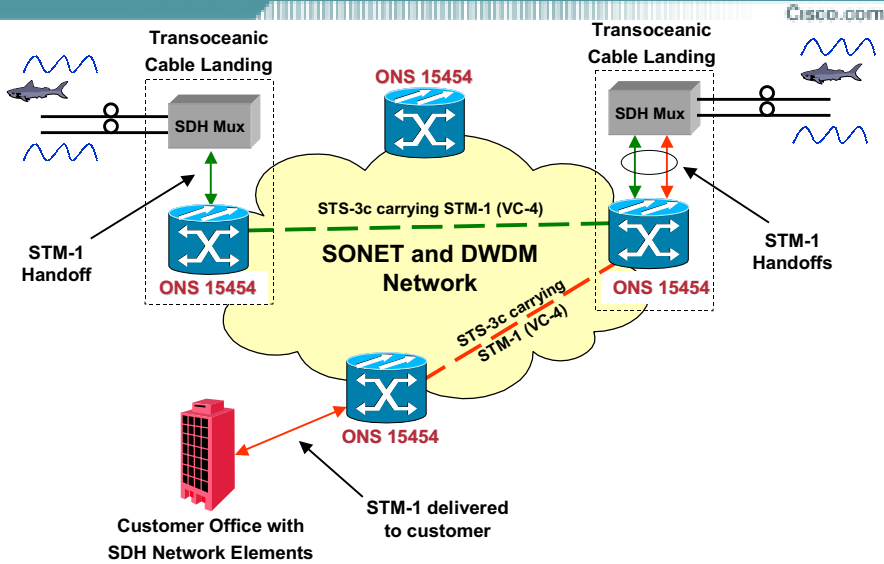 Cisco.com
Transoceanic
Cable Landing
Transoceanic
Cable Landing
ONS 15454
SDH Mux
SDH Mux
STS-3c carrying STM-1 (VC-4)
STM-1
Handoff
STM-1
Handoffs
SONET and DWDM
Network
ONS 15454
ONS 15454
STS-3c carrying
STM-1 (VC-4)
ONS 15454
STM-1 delivered
to customer
Customer Office with
SDH Network Elements